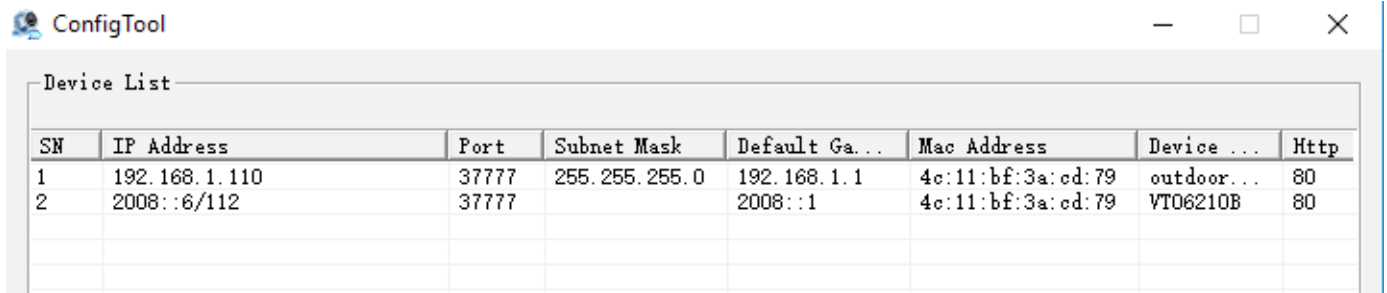 ConfigTool
Device List
SN IP Address Port Subnet Mask Default Ga... Mac Address Device ... Http
1 192.168.1.110 37777 255.255.255.0 192.168.1.1 4c:11:bf:3a:cd:79 outdoor... 80
2 2008::6/112 37777 2008::1 4c:11:bf:3a:cd:79 VTO6210B 80